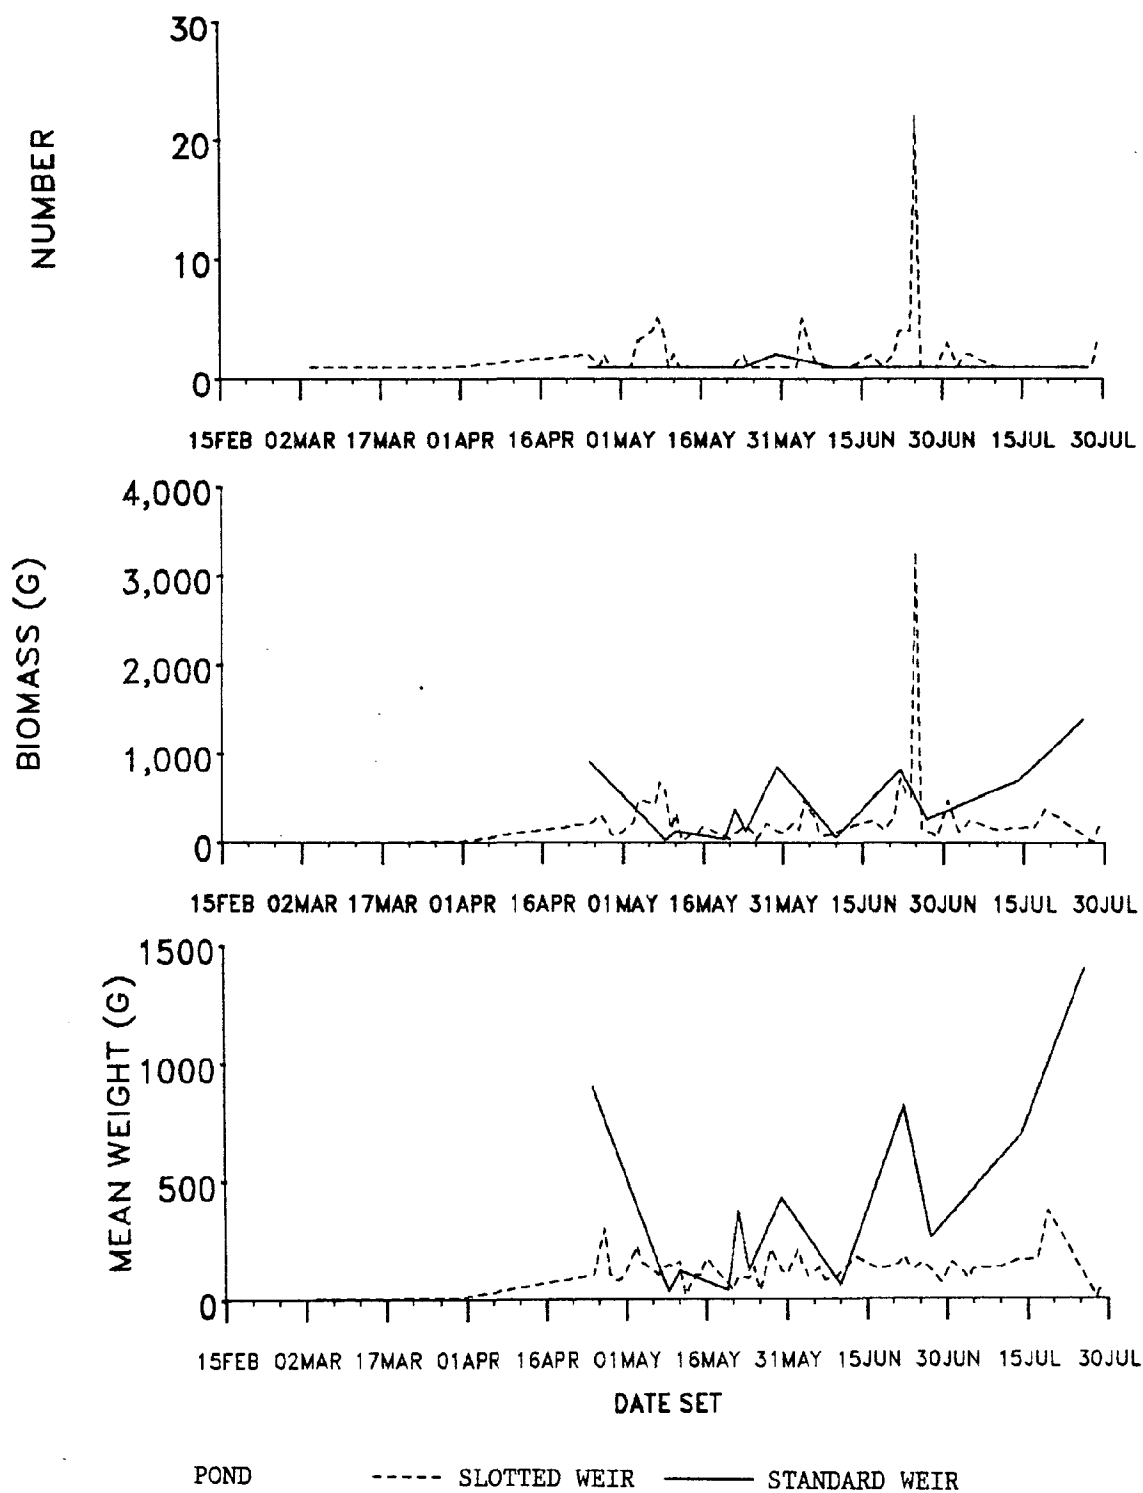 NUMBER
30
20
10
0
15FEB 02MAR 17MAR 01APR 16APR 01MAY 16MAY 31MAY 15JUN 30JUN 15JUL 30JUL
BIOMASS (G)
4,000
3,000
2,000
1,000
0
15FEB 02MAR 17MAR 01APR 16APR 01MAY 16MAY 31MAY 15JUN 30JUN 15JUL 30JUL
MEAN WEIGHT (G)
1500
1000
500
0
15FEB 02MAR 17MAR 01APR 16APR 01MAY 16MAY 31MAY 15JUN 30JUN 15JUL 30JUL
DATE SET
POND SLOTTED WEIR STANDARD WEIR